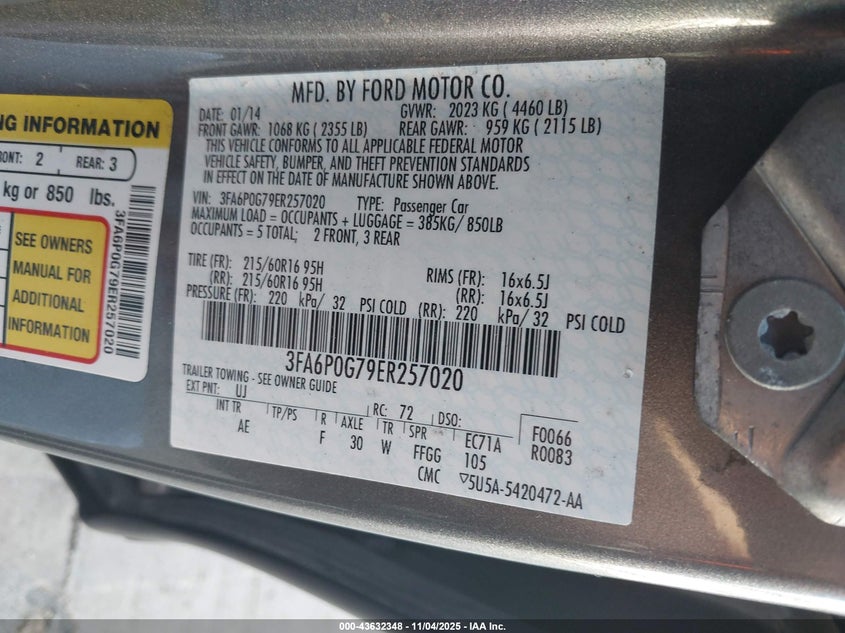 NG INFORMATION
RONT: 2 REAR: 3
kg or 850 lbs.
SEE OWNERS
MANUAL FOR
ADDITIONAL
INFORMATION
3FA6P0G79ER257020
MFD. BY FORD MOTOR CO.
DATE: 01/14 GVWR: 2023 KG ( 4460 LB)
FRONT GAWR: 1068 KG ( 2355 LB) REAR GAWR: 959 KG ( 2115 LB)
THIS VEHICLE CONFORMS TO ALL APPLICABLE FEDERAL MOTOR
VEHICLE SAFETY, BUMPER, AND THEFT PREVENTION STANDARDS
IN EFFECT ON THE DATE OF MANUFACTURE SHOWN ABOVE.
VIN: 3FA6P0G79ER257020 TYPE: Passenger Car
MAXIMUM LOAD = OCCUPANTS + LUGGAGE = 385KG/ 850LB
OCCUPANTS = 5 TOTAL; 2 FRONT, 3 REAR
TIRE (FR): 215/60R16 95H RIMS (FR): 16x6.5J
(RR): 215/60R16 95H (RR): 16x6.5J
PRESSURE (FR): 220 kPa/ 32 PSI COLD (RR): 220 kPa/ 32 PSI COLD
3FA6P0G79ER257020
TRAILER TOWING - SEE OWNER GUIDE
EXT PNT: UJ RC: 72 DSO:
INT TR TP/PS R AXLE TR SPR EC71A F0066
AE F 30 W FFGG 105 R0083
CMC ▽5U5A-5420472-AA
000-43632348 - 11/04/2025 - IAA Inc.